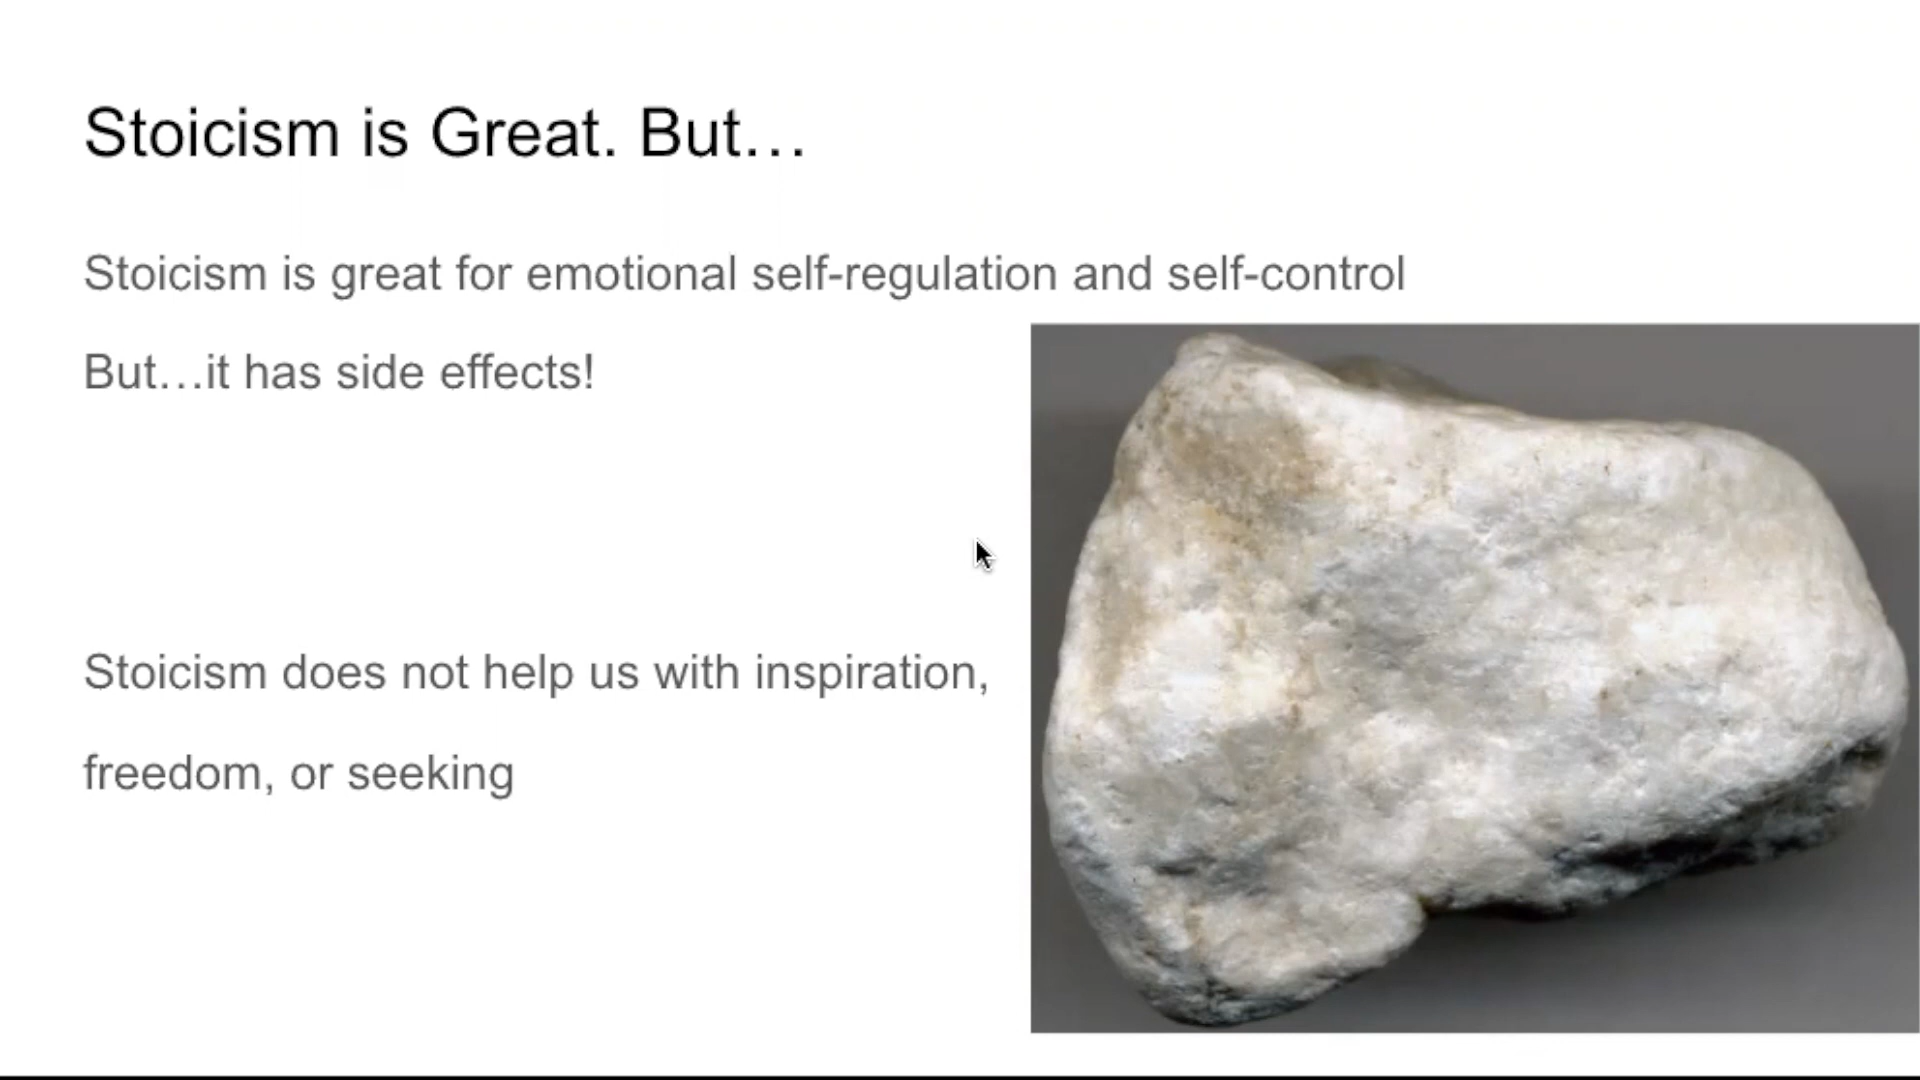 Stoicism is Great. But…
Stoicism is great for emotional self-regulation and self-control
But…it has side effects!
Stoicism does not help us with inspiration,
freedom, or seeking